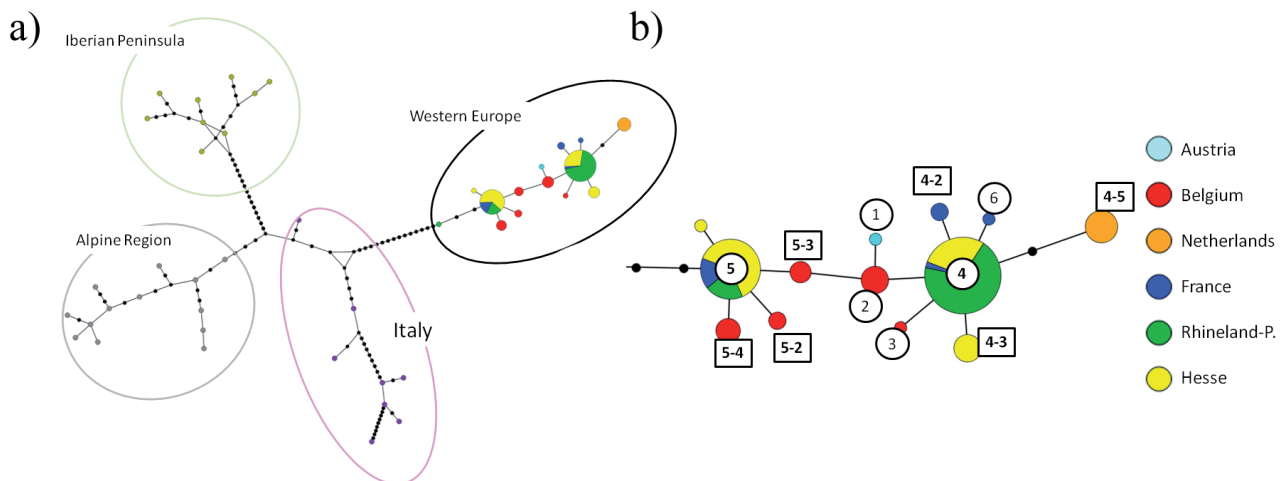 a)
Iberian Peninsula
Western Europe
Alpine Region
Italy
b)
4-2
6
4-5
1
5-3
5
4
2
3
4-3
5-4
5-2
Austria
Belgium
Netherlands
France
Rhineland-P.
Hesse